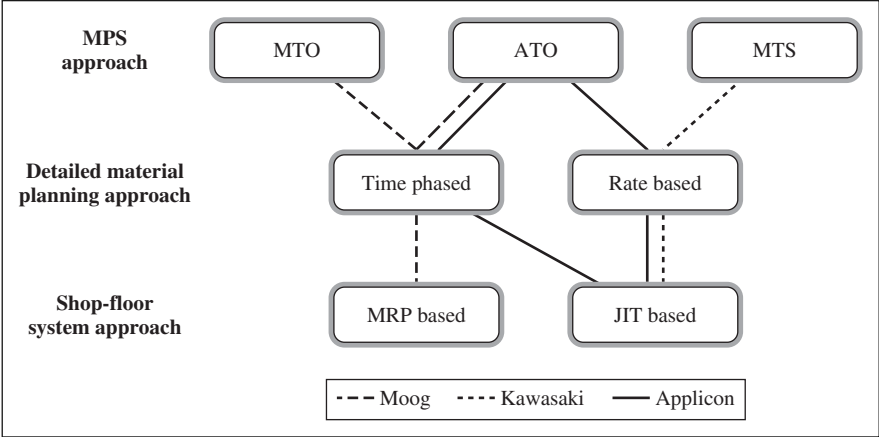 MPS
approach
MTO
ATO
MTS
Detailed material
planning approach
Time phased
Rate based
Shop-floor
system approach
MRP based
JIT based
Moog
Kawasaki
Applicon